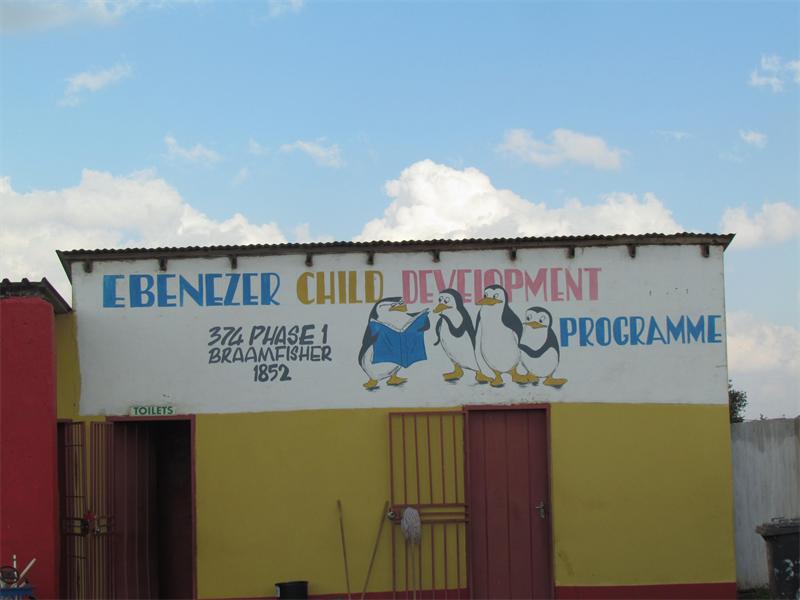 EBENEZER CHILD DEVELOPMENT
PROGRAMME
374 PHASE 1
BRAAMFISHER
1852
TOILETS